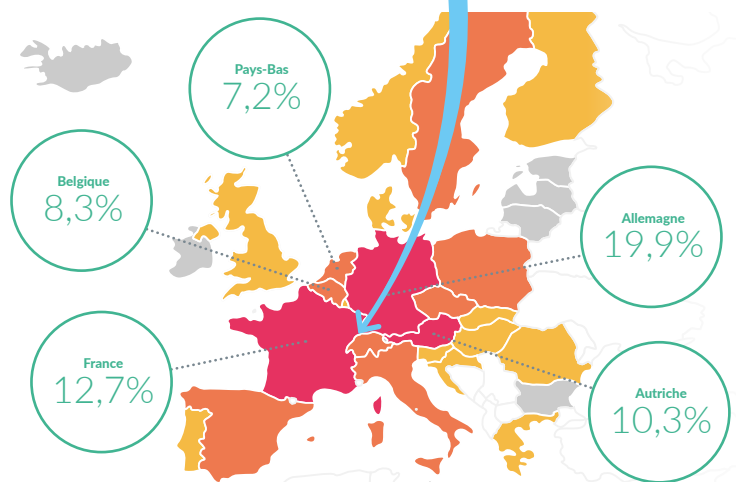 Pays-Bas
7,2%
Belgique
8,3%
Allemagne
19,9%
France
12,7%
Autriche
10,3%